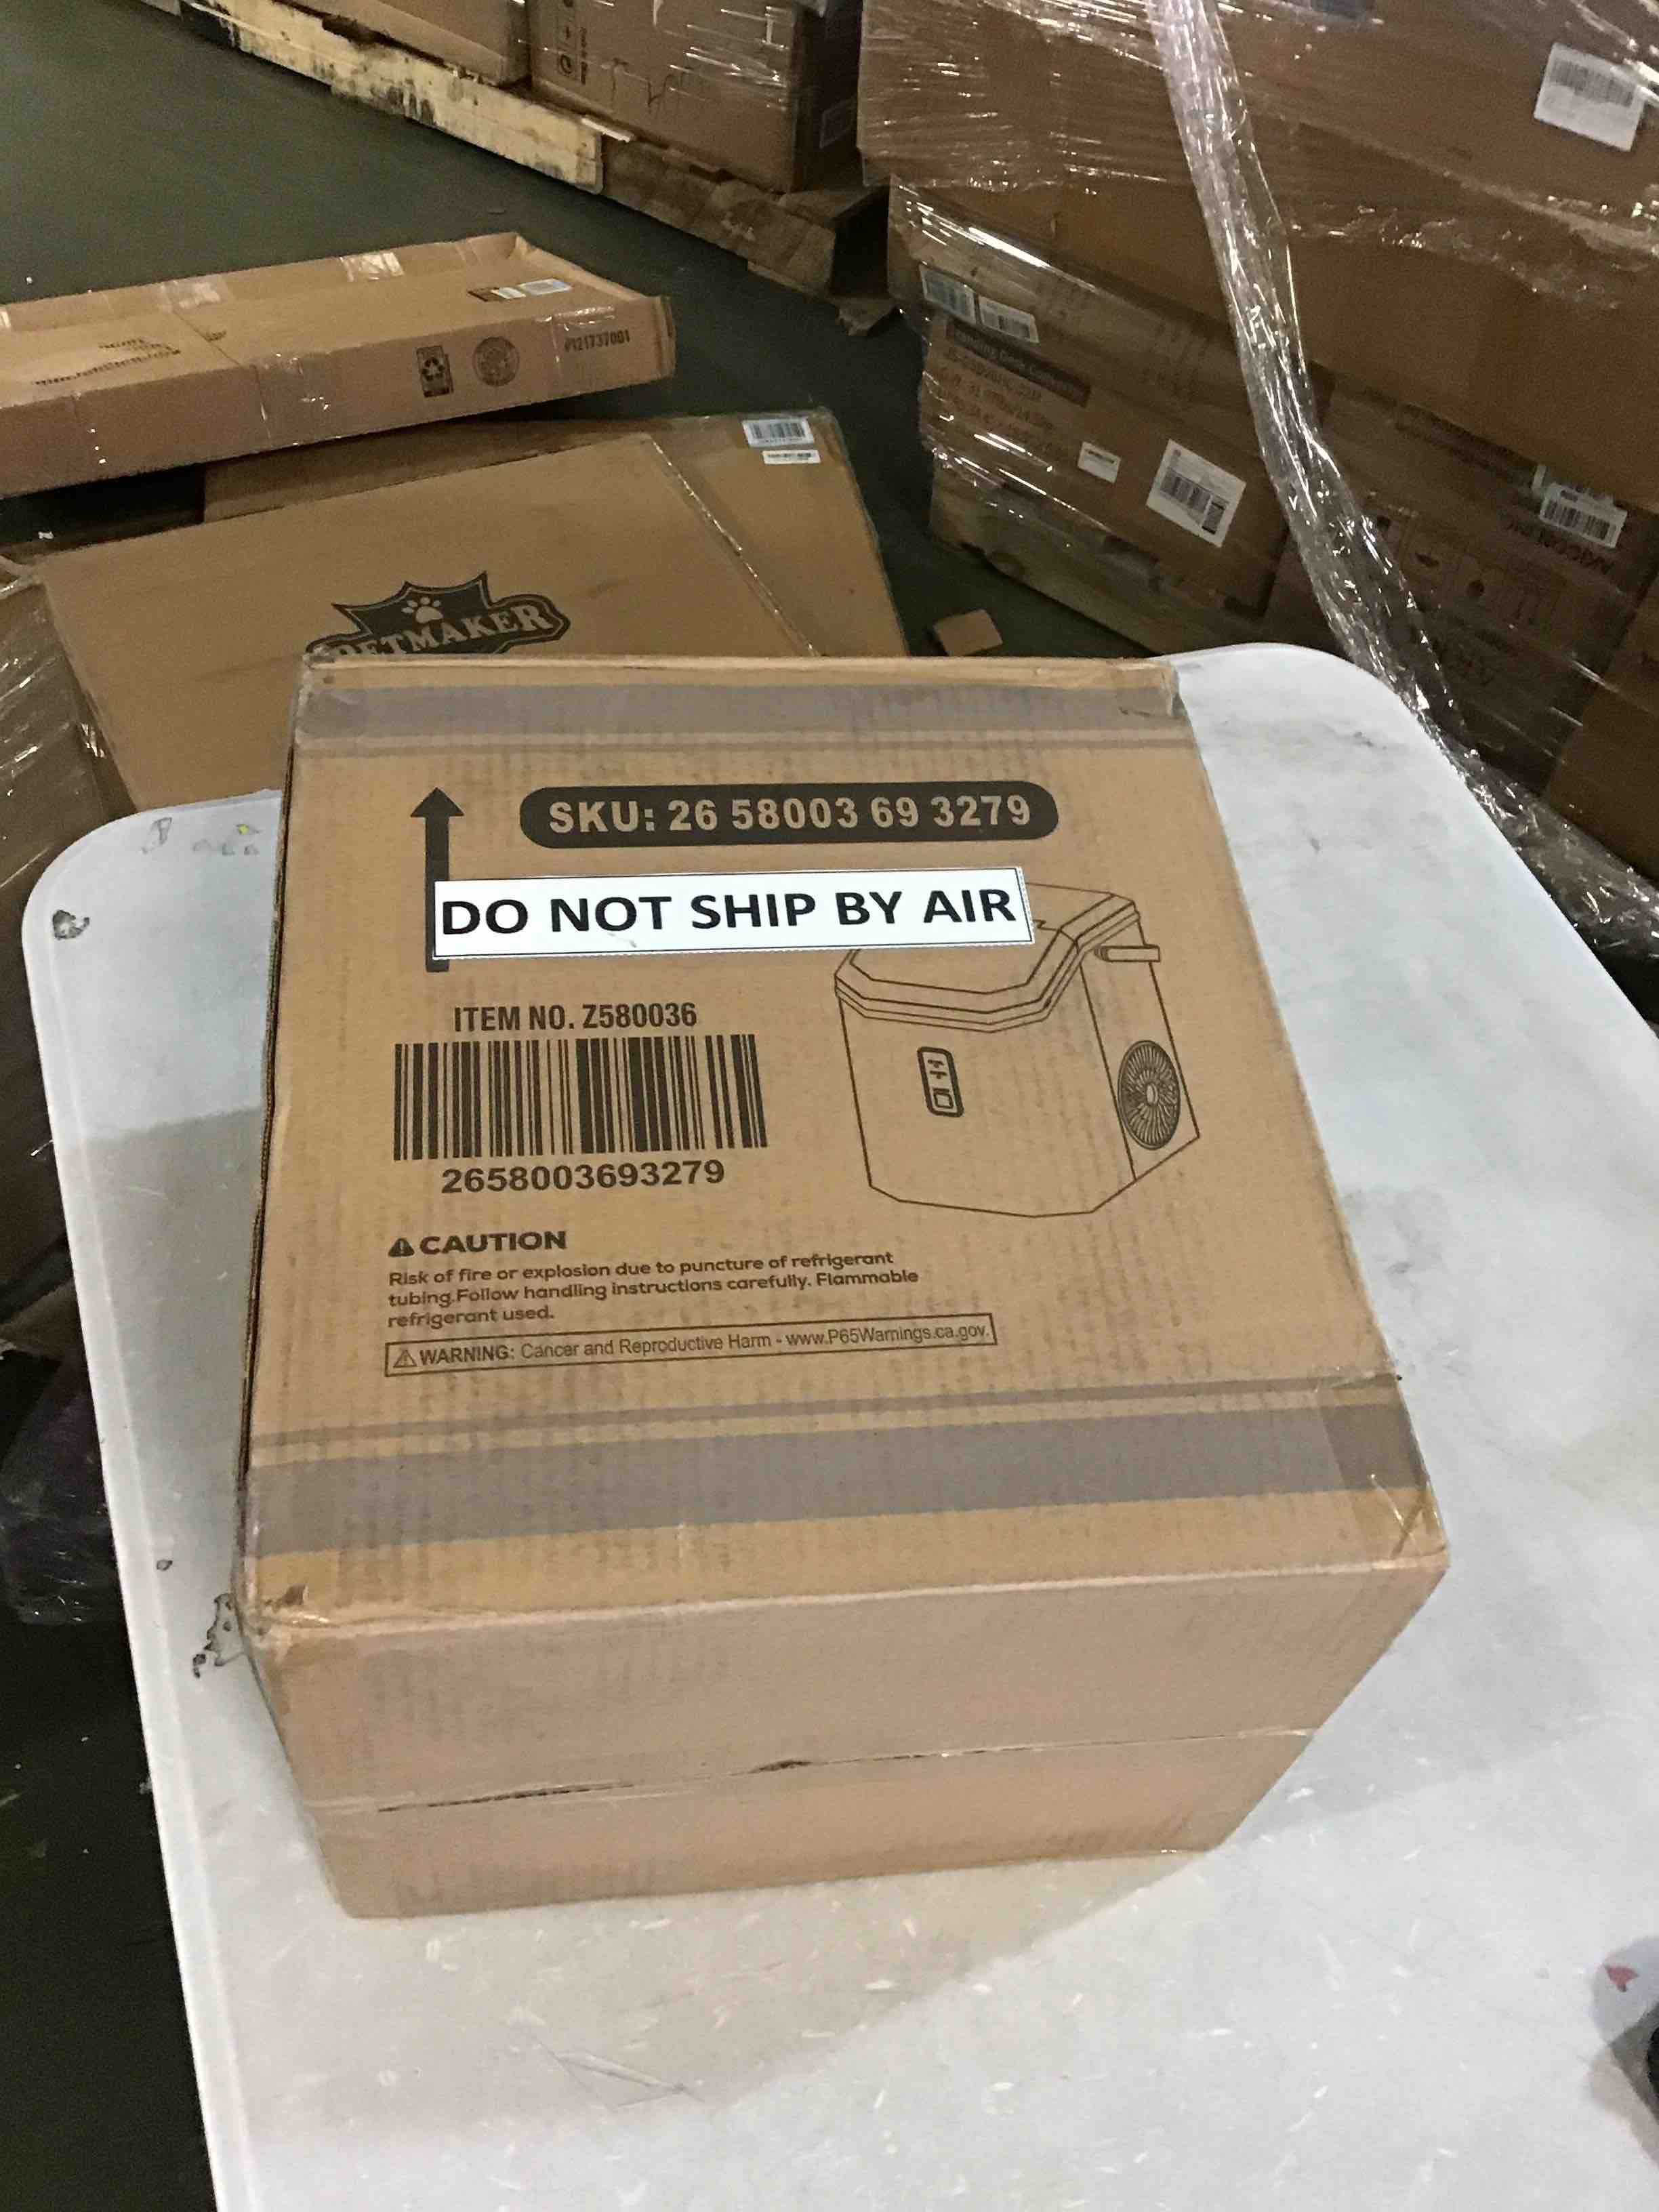 #121737001
PETMAKER
SKU: 26 58003 69 3279
DO NOT SHIP BY AIR
ITEM NO. Z580036
2658003693279
CAUTION
Risk of fire or explosion due to puncture of refrigerant
tubing.Follow handling instructions carefully. Flammable
refrigerant used.
WARNING: Cancer and Reproductive Harm - www.P65Warnings.ca.gov.